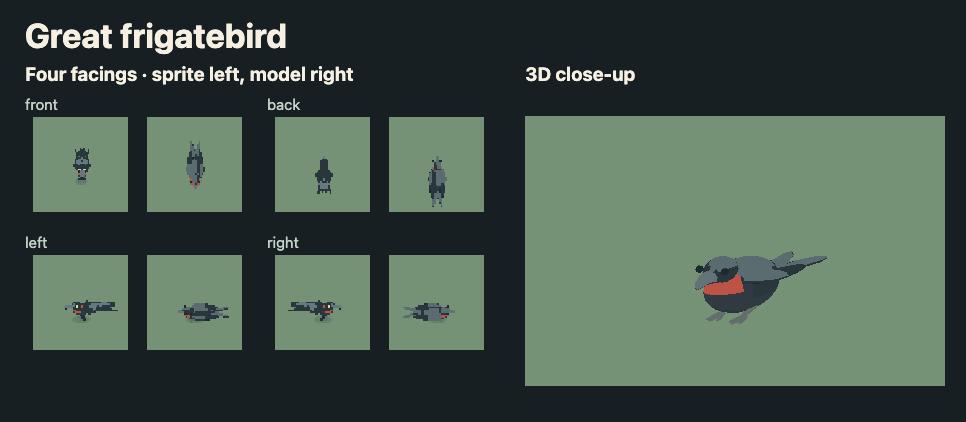 Great frigatebird
Four facings · sprite left, model right
3D close-up
front
back
left
right